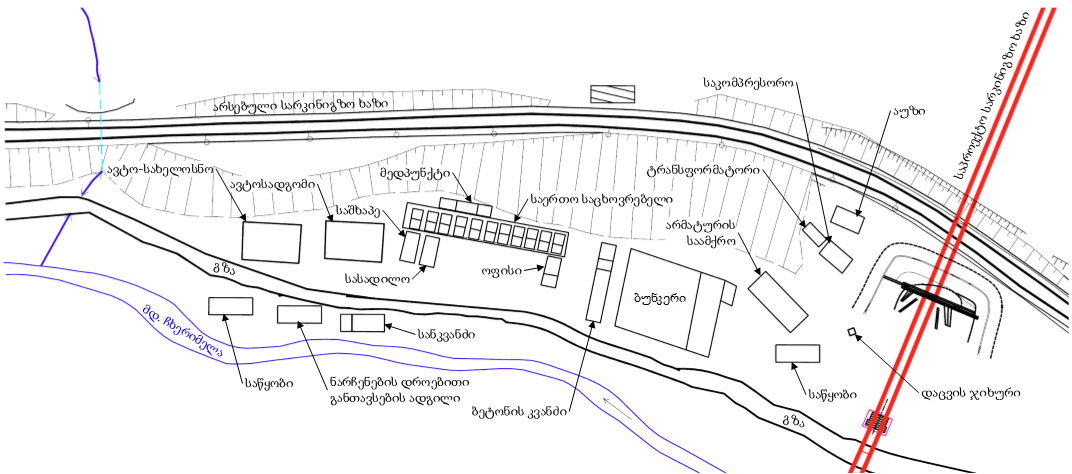 საპროექტო სარკინიგზო ხაზი
საკომპრესორო
არსებული სარკინიგზო ხაზი
აუზი
ავტო-სახელოსნო
მედპუნქტი
ტრანსფორმატორი
ავტოსადგომი
საერთო საცხოვრებელი
საშხაპე
არმატურის
საამქრო
გზა
სასადილო
ოფისი
ბუნკერი
მდ. ჩხერიმელა
სანკვანძი
საწყობი
ნარჩენების დროებითი
განთავსების ადგილი
ბეტონის კვანძი
საწყობი
დაცვის ჯიხური
გზა